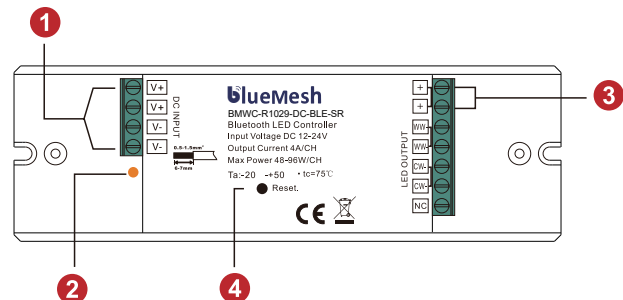 1
V+
V+
V-
V-
DC INPUT
0.5-1.5mm²
6-7mm
2
blueMesh
BMWC-R1029-DC-BLE-SR
Bluetooth LED Controller
Input Voltage DC 12-24V
Output Current 4A/CH
Max Power 48-96W/CH
Ta:-20 -+50 • tc=75℃
Reset.
CE
4
LED OUTPUT
+
+
WW-
WW-
CW-
CW-
NC
3